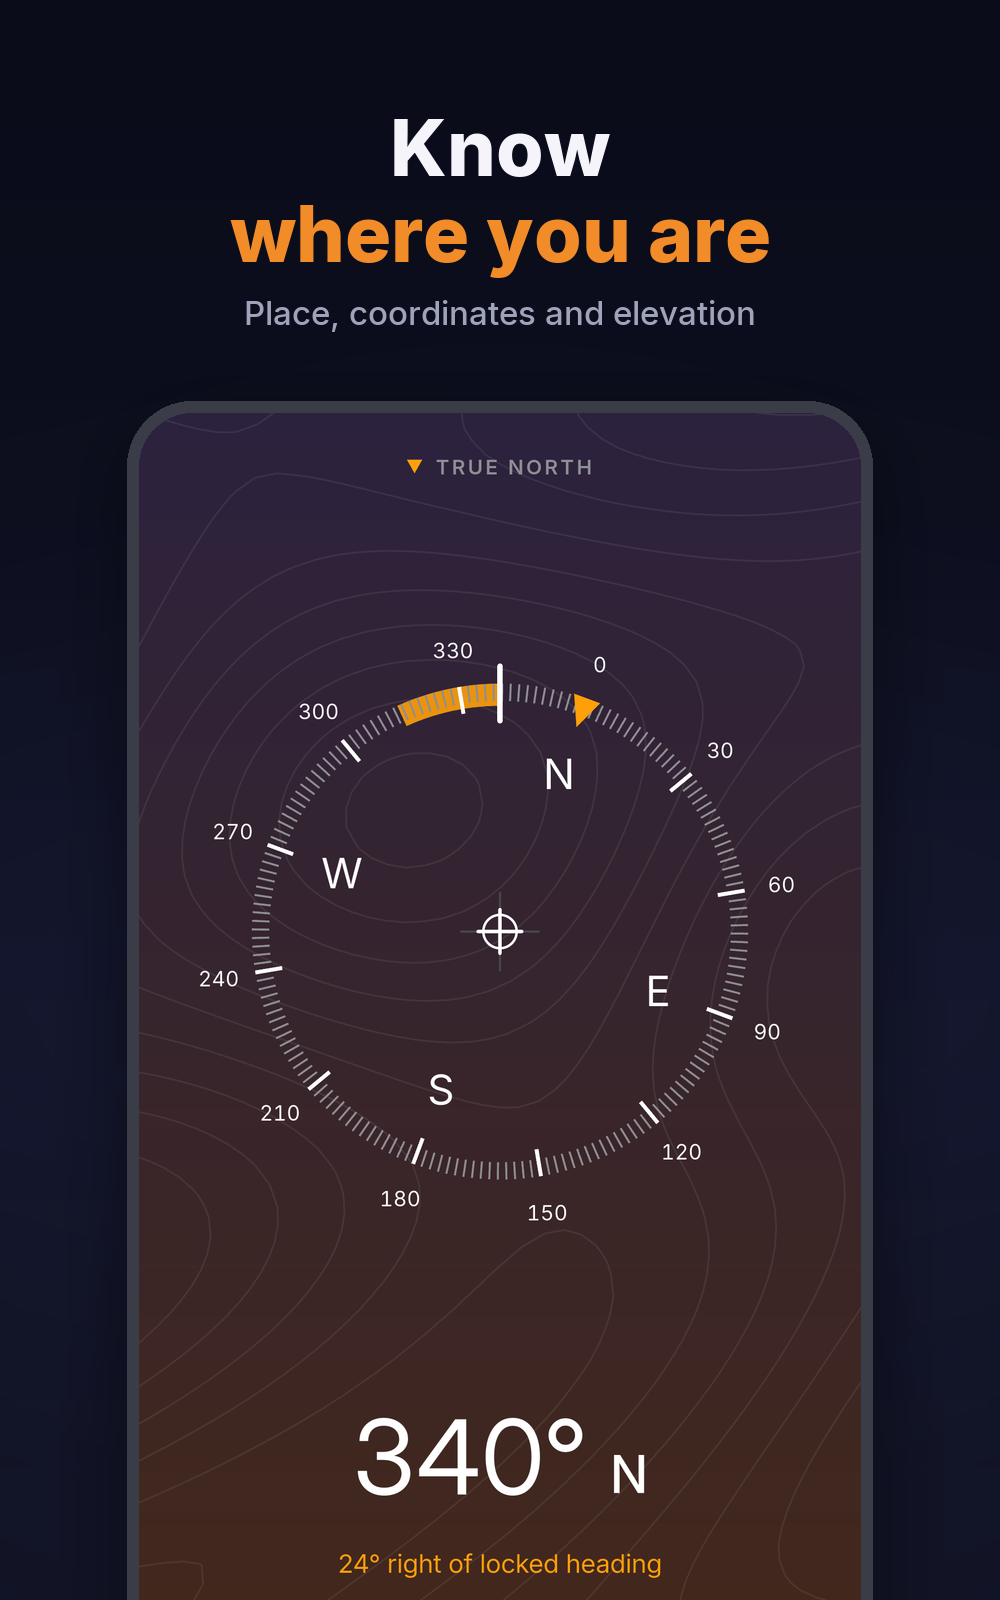 Know
where you are
Place, coordinates and elevation
TRUE NORTH
330
0
300
30
N
270
W
60
240
E
90
S
210
120
180
150
340° N
24° right of locked heading